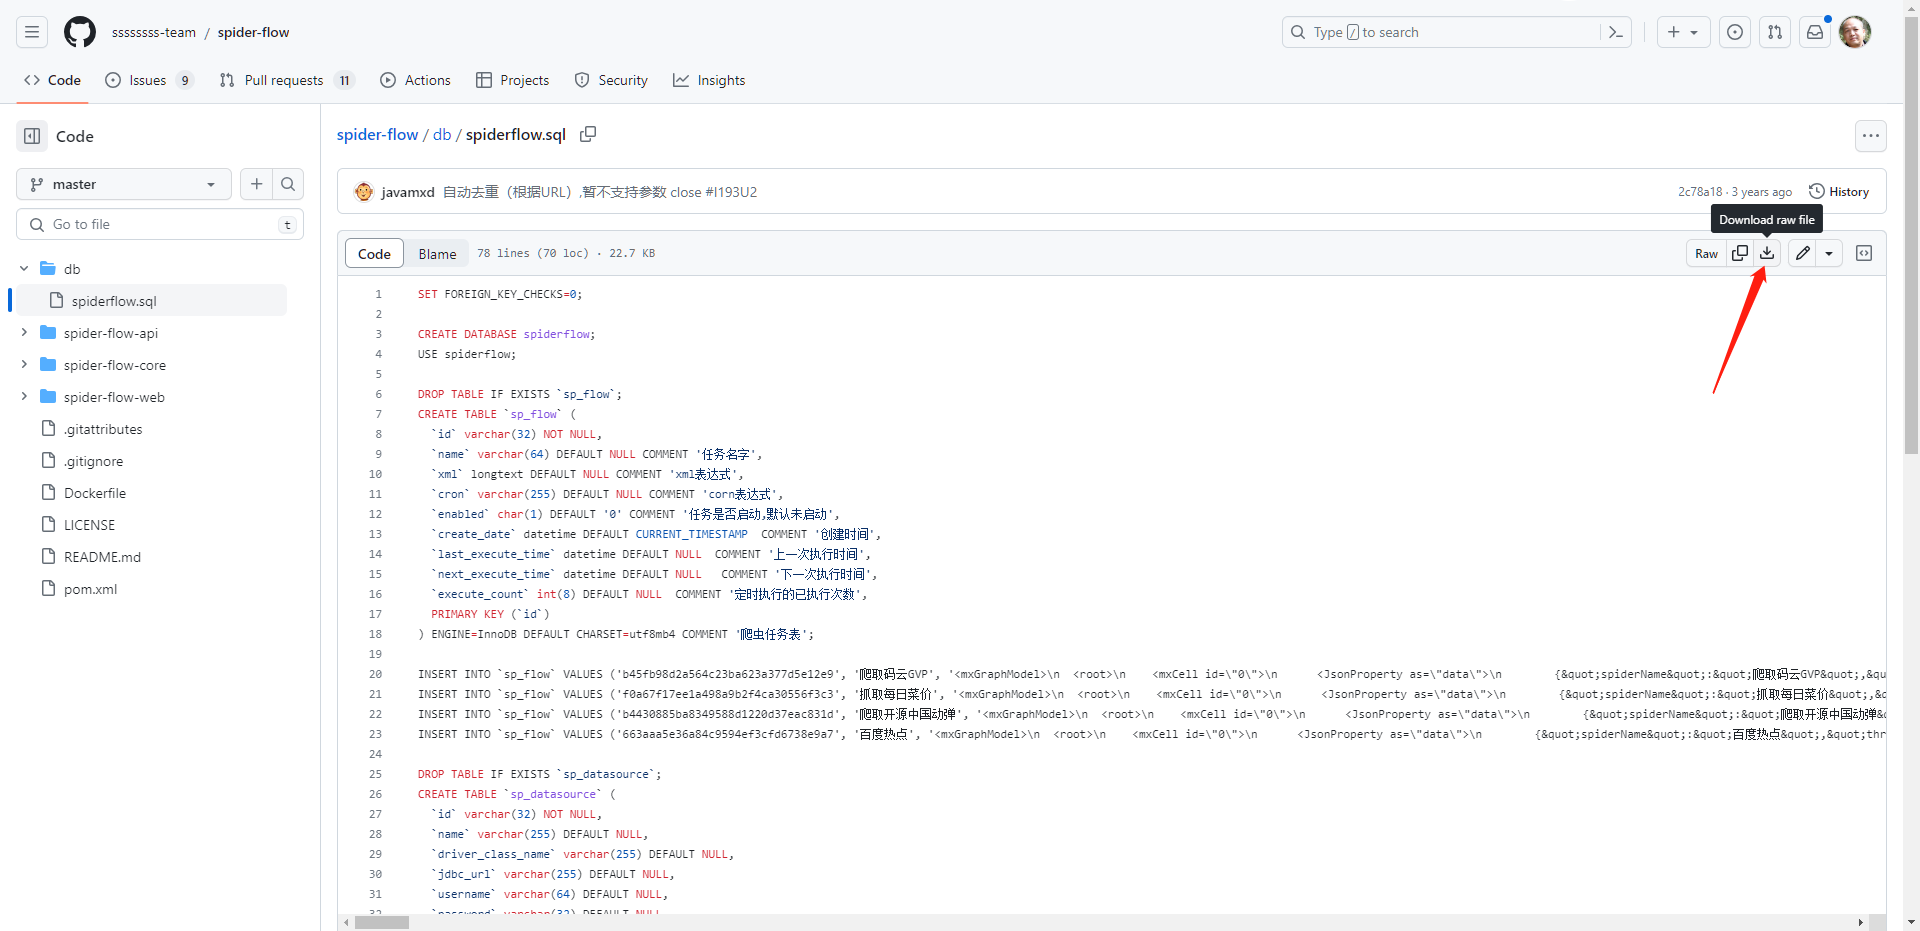 ssssssss-team / spider-flow
Type / to search
Code
Issues 9
Pull requests 11
Actions
Projects
Security
Insights
Code
master
Go to file
t
db
spiderflow.sql
spider-flow-api
spider-flow-core
spider-flow-web
.gitattributes
.gitignore
Dockerfile
LICENSE
README.md
pom.xml
spider-flow / db / spiderflow.sql
javamxd 自动去重（根据URL）,暂不支持参数 close #I193U2
2c78a18 · 3 years ago
History
Download raw file
Code
Blame
78 lines (70 loc) · 22.7 KB
Raw
1 SET FOREIGN_KEY_CHECKS=0;
2
3 CREATE DATABASE spiderflow;
4 USE spiderflow;
5
6 DROP TABLE IF EXISTS `sp_flow`;
7 CREATE TABLE `sp_flow` (
8 `id` varchar(32) NOT NULL,
9 `name` varchar(64) DEFAULT NULL COMMENT '任务名字',
10 `xml` longtext DEFAULT NULL COMMENT 'xml表达式',
11 `cron` varchar(255) DEFAULT NULL COMMENT 'corn表达式',
12 `enabled` char(1) DEFAULT '0' COMMENT '任务是否启动,默认未启动',
13 `create_date` datetime DEFAULT CURRENT_TIMESTAMP COMMENT '创建时间',
14 `last_execute_time` datetime DEFAULT NULL COMMENT '上一次执行时间',
15 `next_execute_time` datetime DEFAULT NULL COMMENT '下一次执行时间',
16 `execute_count` int(8) DEFAULT NULL COMMENT '定时执行的已执行次数',
17 PRIMARY KEY (`id`)
18 ) ENGINE=InnoDB DEFAULT CHARSET=utf8mb4 COMMENT '爬虫任务表';
19
20 INSERT INTO `sp_flow` VALUES ('b45fb98d2a564c23ba623a377d5e12e9', '爬取码云GVP', '<mxGraphModel>\n <root>\n <mxCell id=\"0\">\n <JsonProperty as=\"data\">\n {&quot;spiderName&quot;:&quot;爬取码云GVP&quot;,&qu
21 INSERT INTO `sp_flow` VALUES ('f0a67f17ee1a498a9b2f4ca30556f3c3', '抓取每日菜价', '<mxGraphModel>\n <root>\n <mxCell id=\"0\">\n <JsonProperty as=\"data\">\n {&quot;spiderName&quot;:&quot;抓取每日菜价&quot;,&q
22 INSERT INTO `sp_flow` VALUES ('b4430885ba8349588d1220d37eac831d', '爬取开源中国动弹', '<mxGraphModel>\n <root>\n <mxCell id=\"0\">\n <JsonProperty as=\"data\">\n {&quot;spiderName&quot;:&quot;爬取开源中国动弹&
23 INSERT INTO `sp_flow` VALUES ('663aaa5e36a84c9594ef3cfd6738e9a7', '百度热点', '<mxGraphModel>\n <root>\n <mxCell id=\"0\">\n <JsonProperty as=\"data\">\n {&quot;spiderName&quot;:&quot;百度热点&quot;,&quot;thr
24
25 DROP TABLE IF EXISTS `sp_datasource`;
26 CREATE TABLE `sp_datasource` (
27 `id` varchar(32) NOT NULL,
28 `name` varchar(255) DEFAULT NULL,
29 `driver_class_name` varchar(255) DEFAULT NULL,
30 `jdbc_url` varchar(255) DEFAULT NULL,
31 `username` varchar(64) DEFAULT NULL,
32 `password` varchar(32) DEFAULT NULL